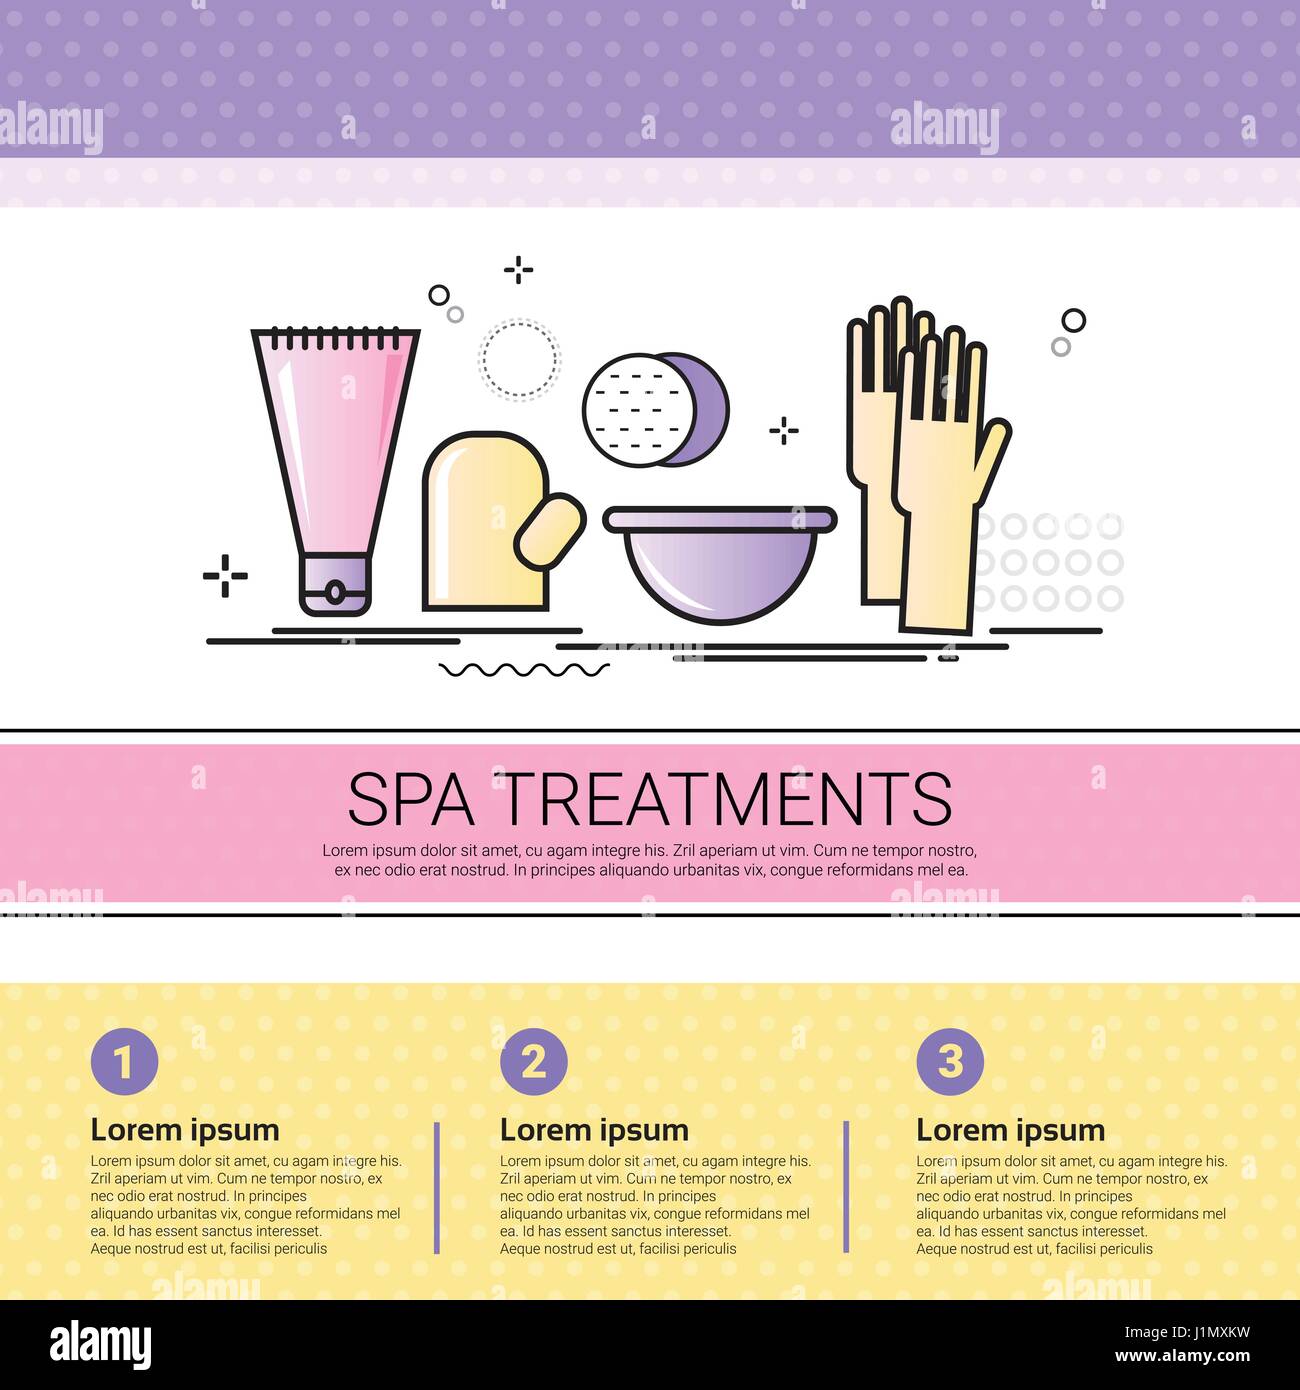 SPA TREATMENTS
Lorem ipsum dolor sit amet, cu agam integre his. Zril aperiam ut vim. Cum ne tempor nostro,
ex nec odio erat nostrud. In principes aliquando urbanitas vix, congue reformidans mel ea.
1
Lorem ipsum
Lorem ipsum dolor sit amet, cu agam integre his.
Zril aperiam ut vim. Cum ne tempor nostro, ex
nec odio erat nostrud. In principes
aliquando urbanitas vix, congue reformidans mel
ea. Id has essent sanctus interesset.
Aeque nostrud est ut, facilisi periculis
2
Lorem ipsum
Lorem ipsum dolor sit amet, cu agam integre his.
Zril aperiam ut vim. Cum ne tempor nostro, ex
nec odio erat nostrud. In principes
aliquando urbanitas vix, congue reformidans mel
ea. Id has essent sanctus interesset.
Aeque nostrud est ut, facilisi periculis
3
Lorem ipsum
Lorem ipsum dolor sit amet, cu agam integre his.
Zril aperiam ut vim. Cum ne tempor nostro, ex
nec odio erat nostrud. In principes
aliquando urbanitas vix, congue reformidans mel
ea. Id has essent sanctus interesset.
Aeque nostrud est ut, facilisi periculis
alamy
Image ID: J1MXKW
www.alamy.com